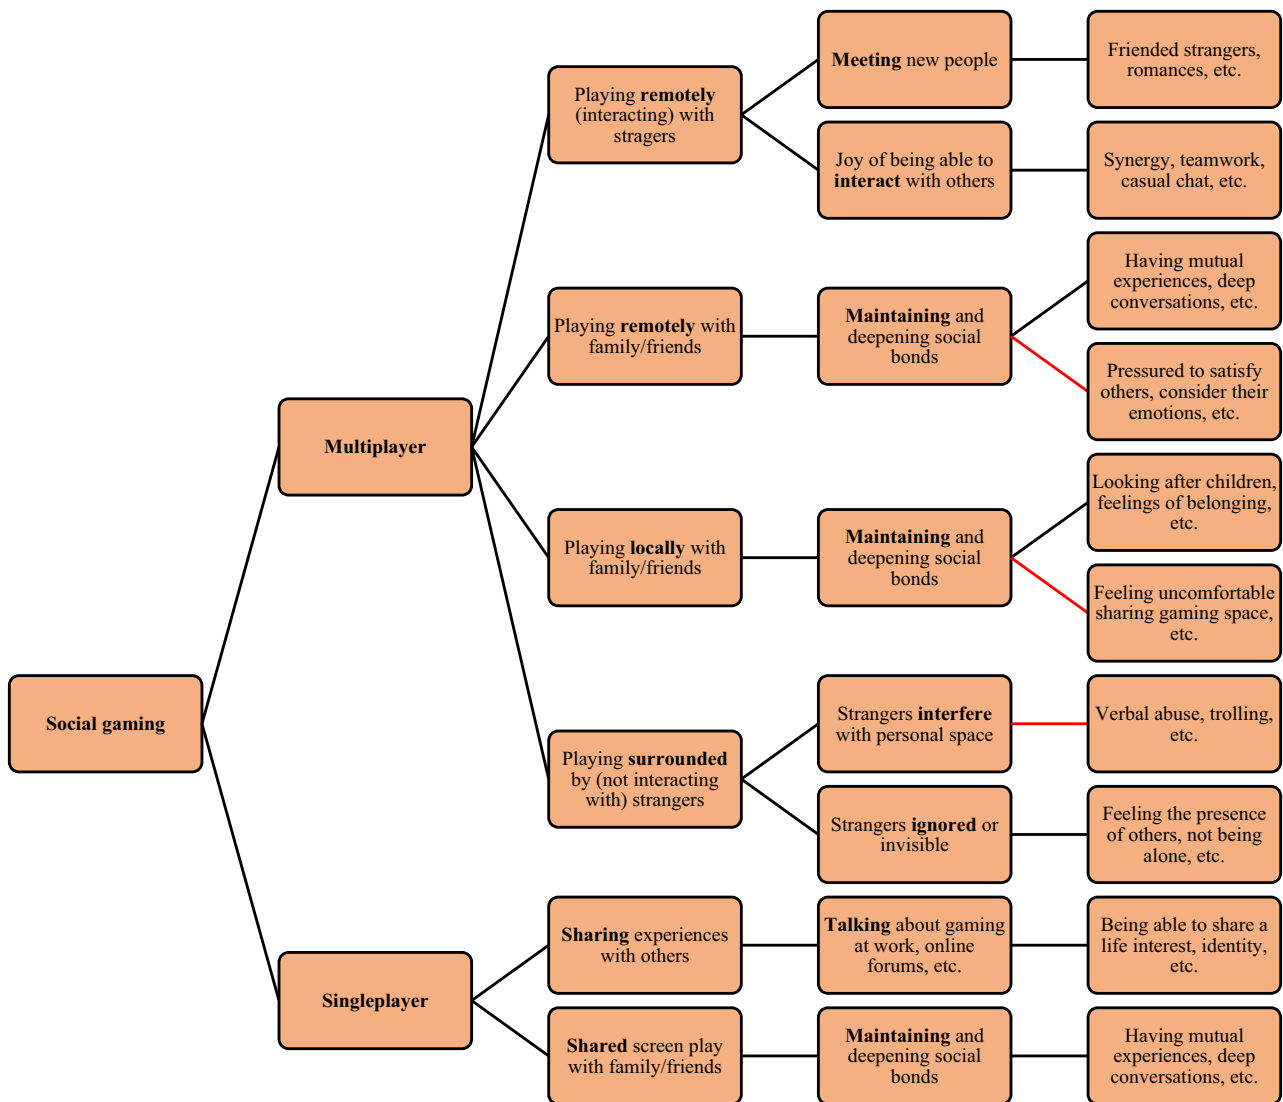 Social gaming
Multiplayer
Playing remotely
(interacting) with
stragers
Meeting new people
Friended strangers,
romances, etc.
Joy of being able to
interact with others
Synergy, teamwork,
casual chat, etc.
Playing remotely with
family/friends
Maintaining and
deepening social
bonds
Having mutual
experiences, deep
conversations, etc.
Pressured to satisfy
others, consider their
emotions, etc.
Playing locally with
family/friends
Maintaining and
deepening social
bonds
Looking after children,
feelings of belonging,
etc.
Feeling uncomfortable
sharing gaming space,
etc.
Playing surrounded
by (not interacting
with) strangers
Strangers interfere
with personal space
Verbal abuse, trolling,
etc.
Strangers ignored or
invisible
Feeling the presence
of others, not being
alone, etc.
Singleplayer
Sharing experiences
with others
Talking about gaming
at work, online
forums, etc.
Being able to share a
life interest, identity,
etc.
Shared screen play
with family/friends
Maintaining and
deepening social
bonds
Having mutual
experiences, deep
conversations, etc.